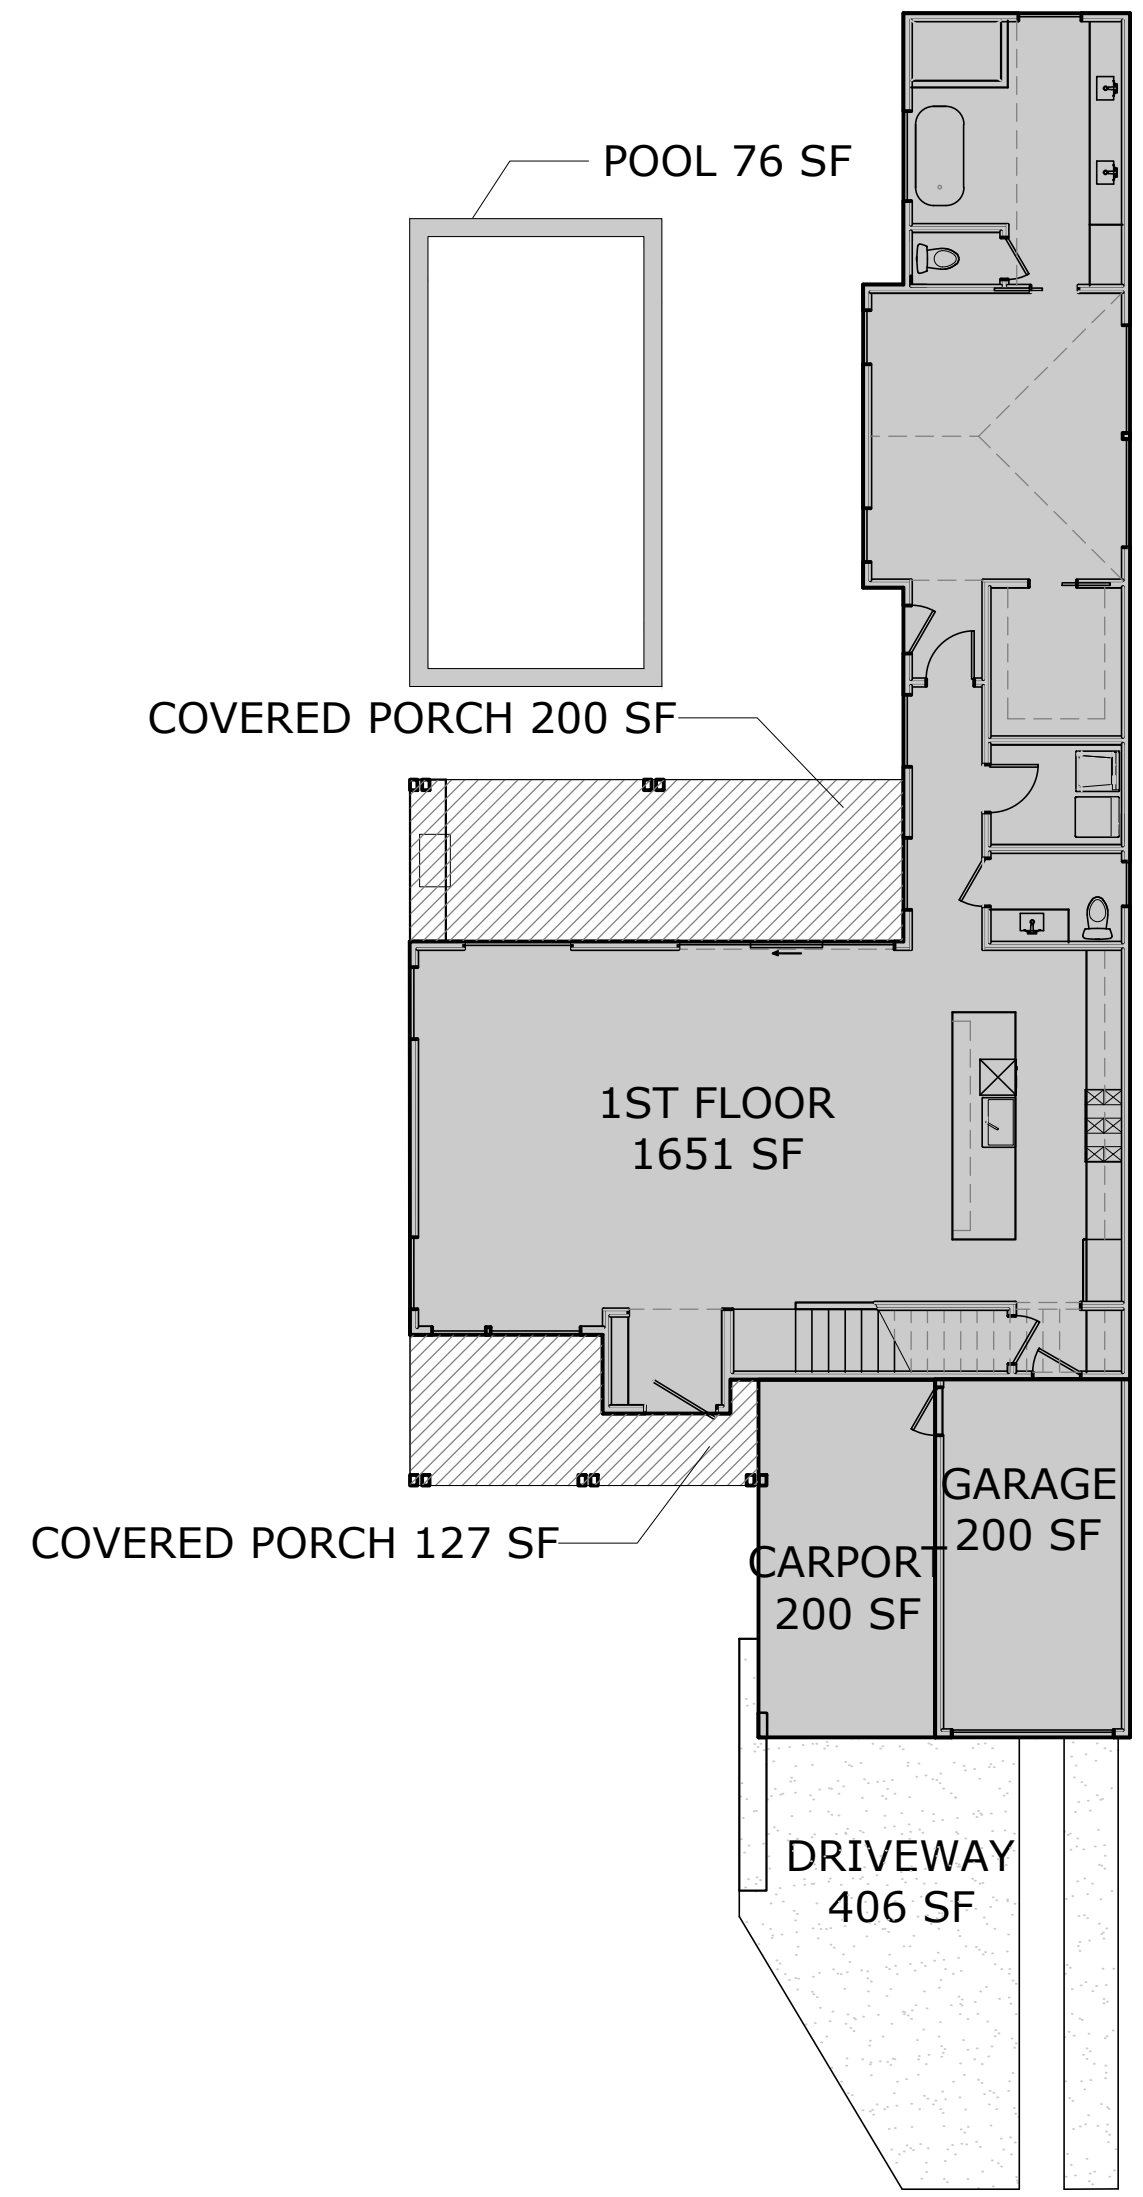 POOL 76 SF
COVERED PORCH 200 SF
1ST FLOOR
1651 SF
GARAGE
200 SF
COVERED PORCH 127 SF
CARPORT
200 SF
DRIVEWAY
406 SF